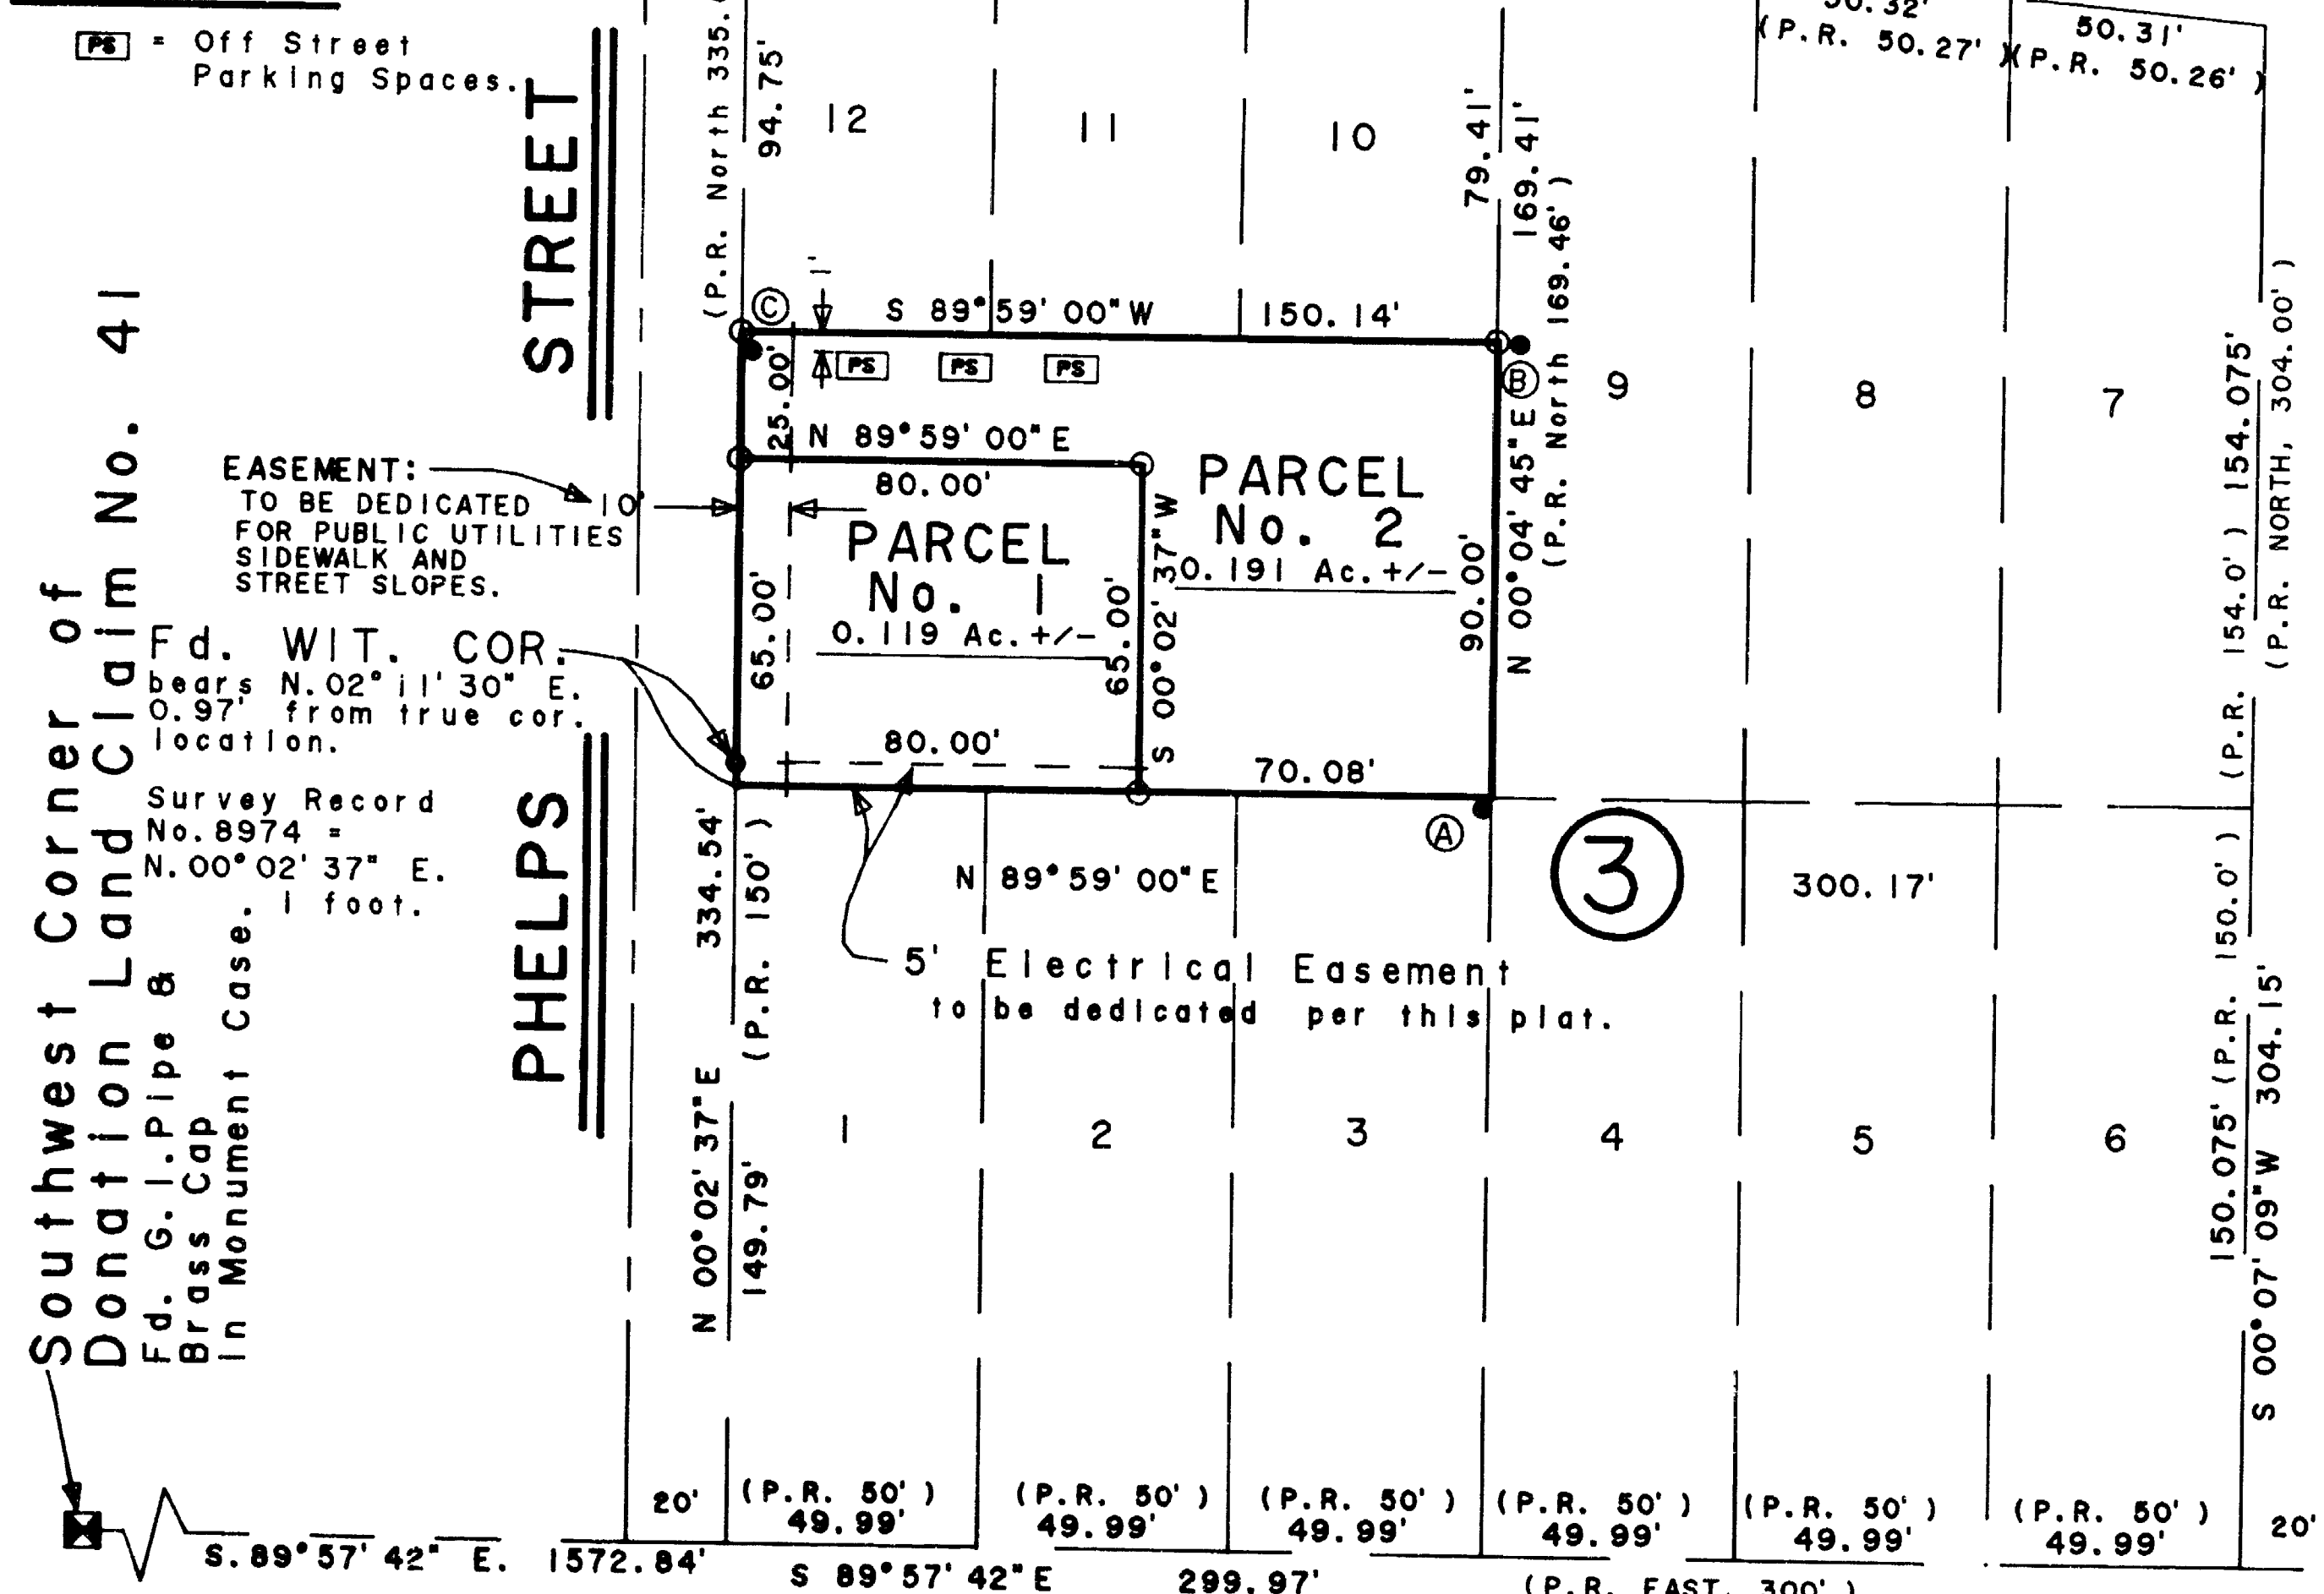 PS = Off Street
Parking Spaces.
STREET
(P.R. North 335.
94.75'
12
11
10
79.41'
169.41'
(P.R. North 169.46')
50.32'
(P.R. 50.27')
50.31'
(P.R. 50.26')
C
1'
S 89°59'00"W 150.14'
PS
PS
PS
B
25.00'
N 89°59'00"E
80.00'
9
8
7
EASEMENT:
TO BE DEDICATED 10'
FOR PUBLIC UTILITIES
SIDEWALK AND
STREET SLOPES.
PARCEL
No. 1
0.119 Ac.+/-
65.00'
65.00'
S 00°02'37"W
80.00'
PARCEL
No. 2
0.191 Ac.+/-
90.00'
N 00°04'45"E
70.08'
(P.R. 154.0') 154.075'
(P.R. NORTH, 304.00')
Fd. WIT. COR.
bears N.02°11'30" E.
0.97' from true cor.
location.
Survey Record
No.8974 =
N.00°02'37" E.
1 foot.
Southwest Corner of
Donation Land Claim No. 41
Fd. G.I.Pipe &
Brass Cap
In Monument Case.
PHELPS
334.54'
(P.R. 150')
N 00°02'37"E
149.79'
A
3
N 89°59'00"E
300.17'
5' Electrical Easement
to be dedicated per this plat.
150.075' (P.R. 150.0')
S 00°07'09"W 304.15'
1
2
3
4
5
6
20'
(P.R. 50')
49.99'
(P.R. 50')
49.99'
(P.R. 50')
49.99'
(P.R. 50')
49.99'
(P.R. 50')
49.99'
(P.R. 50')
49.99'
20'
S.89°57'42" E. 1572.84'
S 89°57'42"E 299.97'
(P.R. EAST, 300')